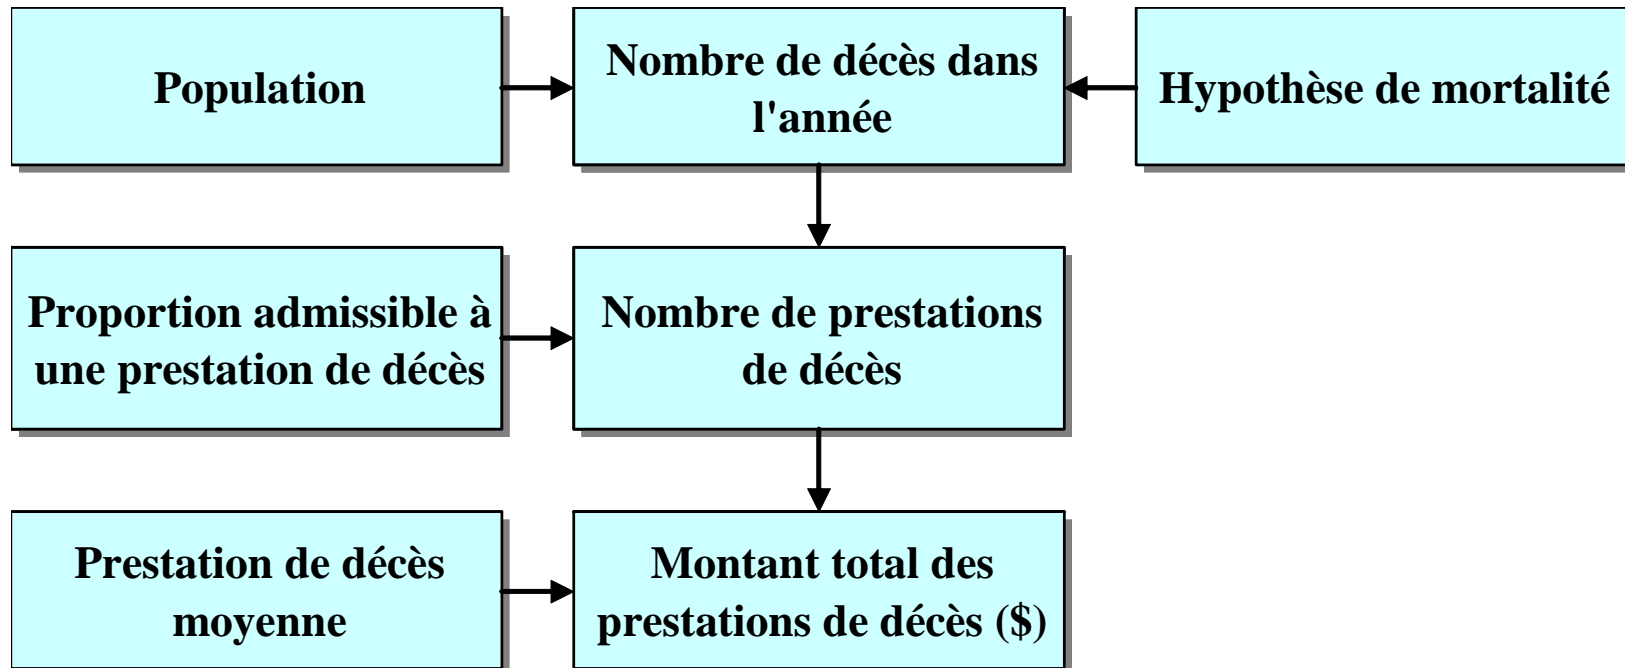 Population
Nombre de décès dans
l'année
Hypothèse de mortalité
Proportion admissible à
une prestation de décès
Nombre de prestations
de décès
Prestation de décès
moyenne
Montant total des
prestations de décès ($)